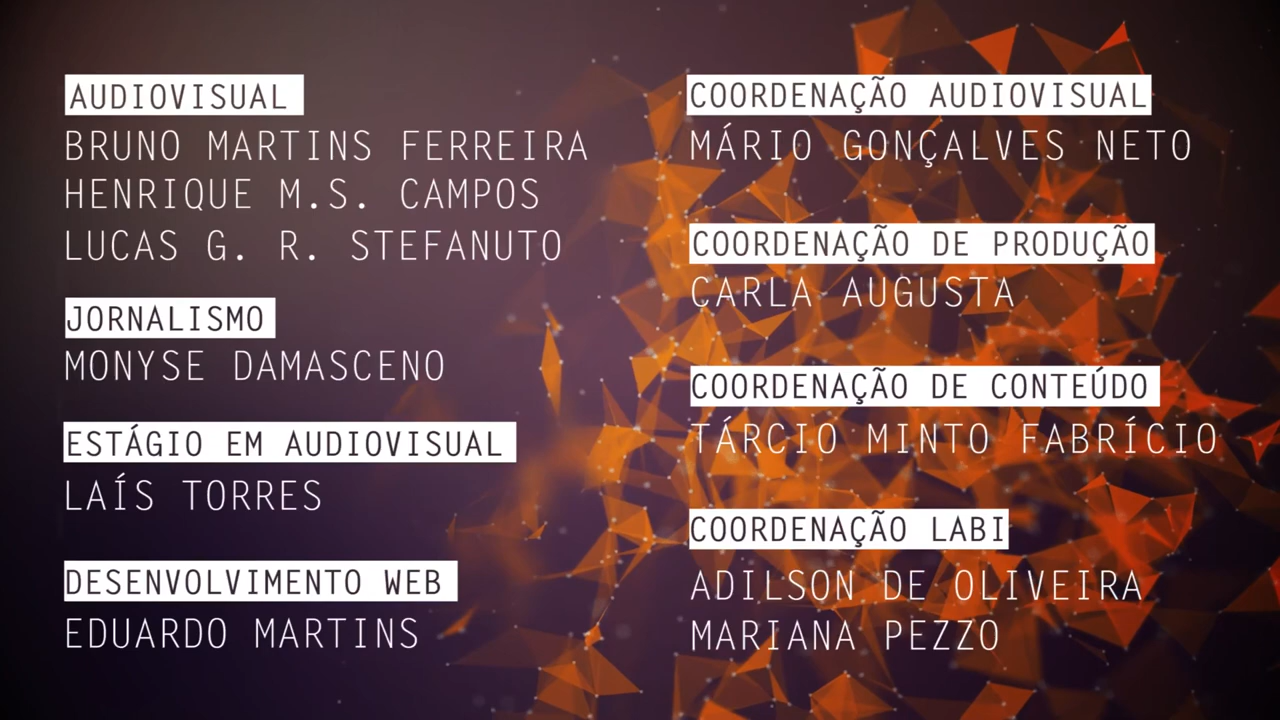 AUDIOVISUAL
BRUNO MARTINS FERREIRA
HENRIQUE M.S. CAMPOS
LUCAS G. R. STEFANUTO
JORNALISMO
MONYSE DAMASCENO
ESTÁGIO EM AUDIOVISUAL
LAÍS TORRES
DESENVOLVIMENTO WEB
EDUARDO MARTINS
COORDENAÇÃO AUDIOVISUAL
MÁRIO GONÇALVES NETO
COORDENAÇÃO DE PRODUÇÃO
CARLA AUGUSTA
COORDENAÇÃO DE CONTEÚDO
TÁRCIO MINTO FABRÍCIO
COORDENAÇÃO LABI
ADILSON DE OLIVEIRA
MARIANA PEZZO